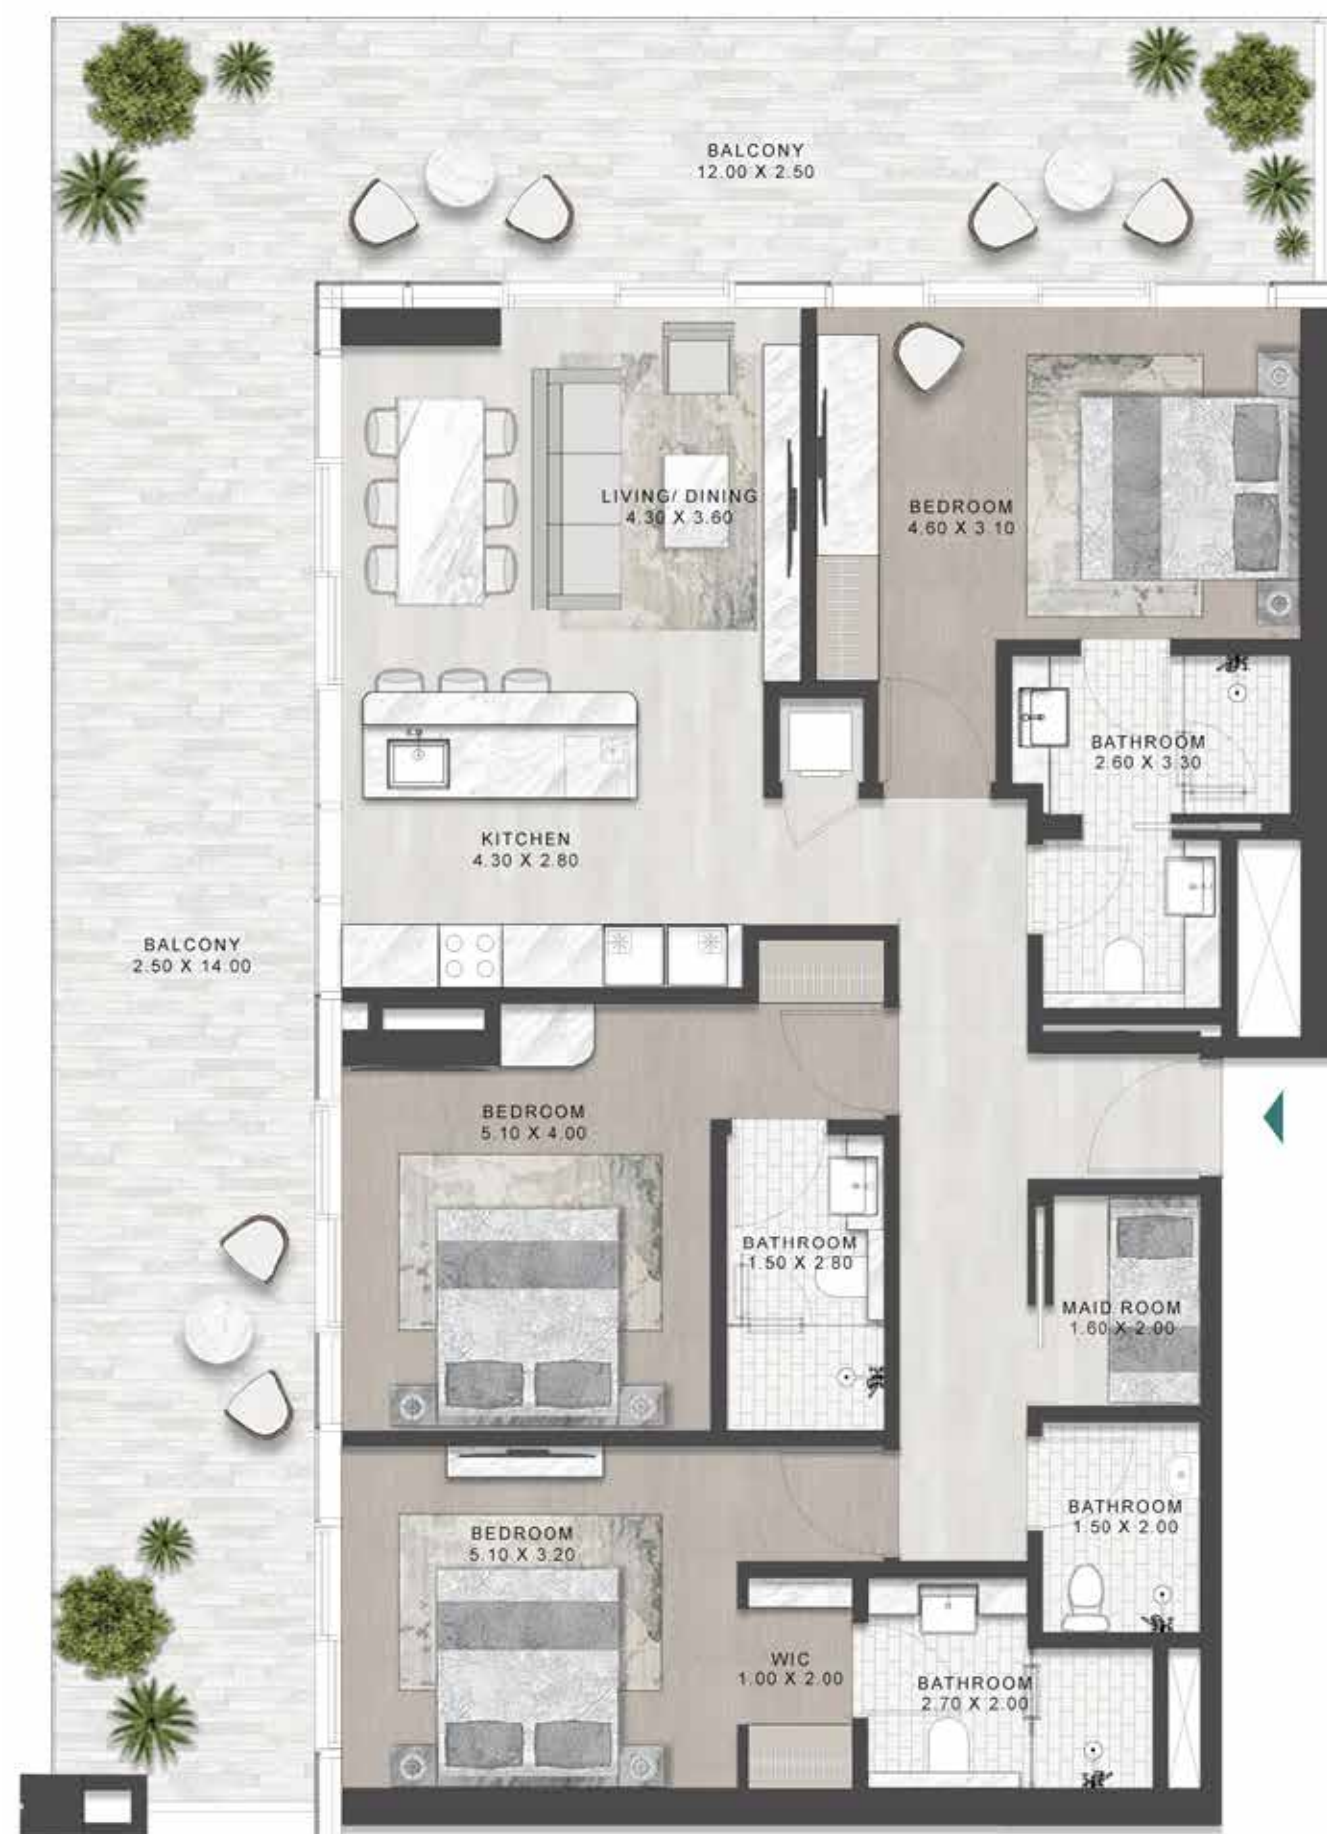 BALCONY
12.00 X 2.50
LIVING/ DINING
4.30 X 3.60
BEDROOM
4.60 X 3.10
BATHROOM
2.60 X 3.30
KITCHEN
4.30 X 2.80
BALCONY
2.50 X 14.00
BEDROOM
5.10 X 4.00
BATHROOM
1.50 X 2.80
MAID ROOM
1.60 X 2.00
BATHROOM
1.50 X 2.00
BEDROOM
5.10 X 3.20
WIC
1.00 X 2.00
BATHROOM
2.70 X 2.00